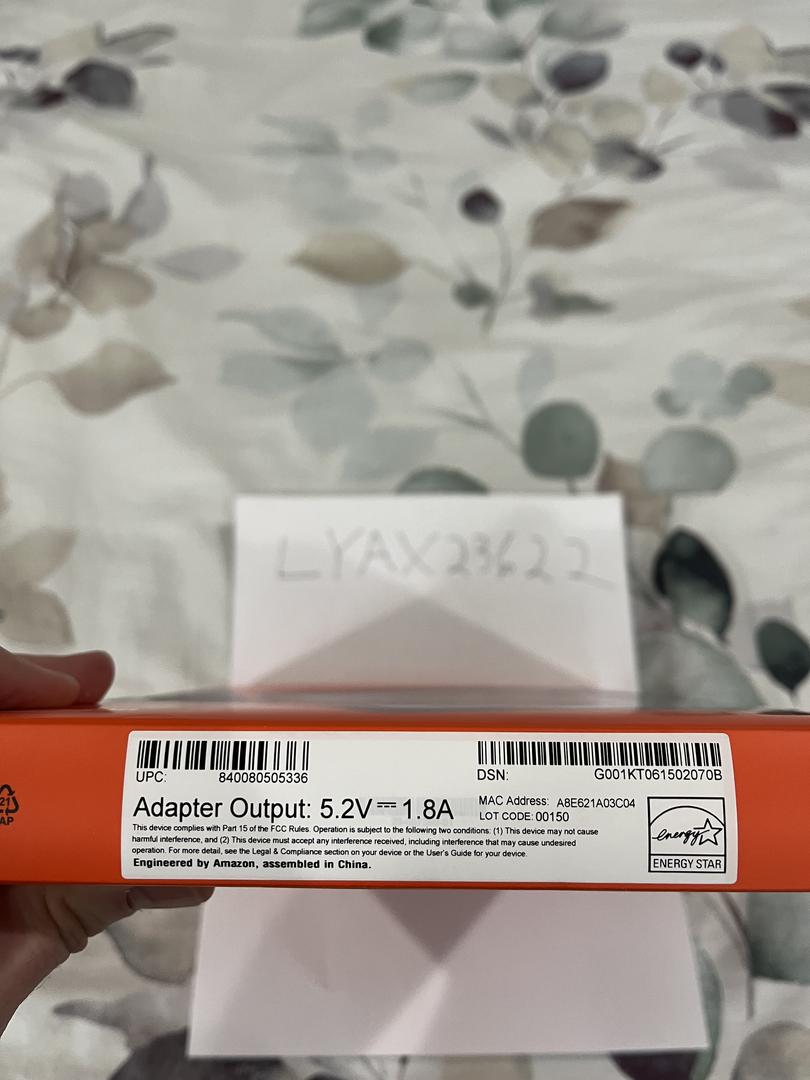 LYAX23622
21
PAP
UPC: 840080505336
DSN: G001KT061502070B
Adapter Output: 5.2V ⎓ 1.8A
MAC Address: A8E621A03C04
LOT CODE: 00150
This device complies with Part 15 of the FCC Rules. Operation is subject to the following two conditions: (1) This device may not cause
harmful interference, and (2) This device must accept any interference received, including interference that may cause undesired
operation. For more detail, see the Legal & Compliance section on your device or the User's Guide for your device.
Engineered by Amazon, assembled in China.
energy
ENERGY STAR